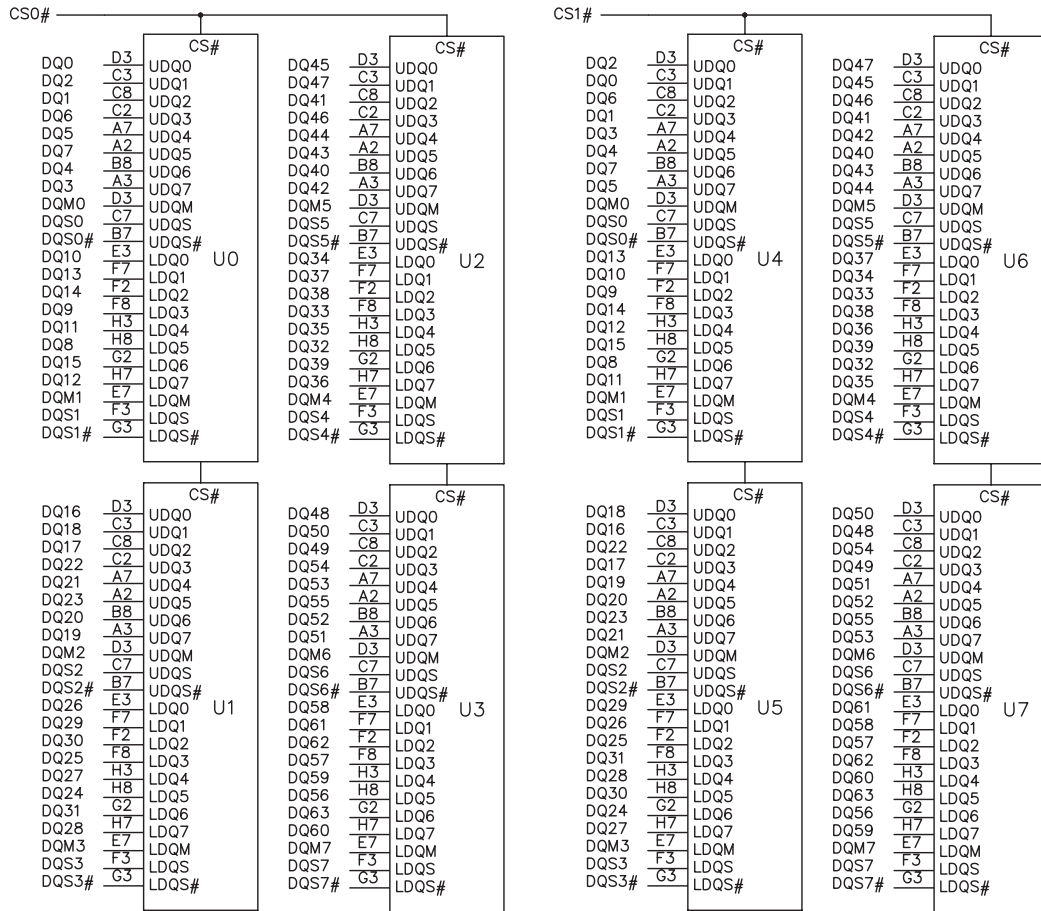 CS0#
CS#
DQ0 D3 UDQ0
DQ2 C3 UDQ1
DQ1 C8 UDQ2
DQ6 C2 UDQ3
DQ5 A7 UDQ4
DQ7 A2 UDQ5
DQ4 B8 UDQ6
DQ3 A3 UDQ7
DQM0 D3 UDQM
DQS0 C7 UDQS
DQS0# B7 UDQS#
DQ10 E3 LDQ0 U0
DQ13 F7 LDQ1
DQ14 F2 LDQ2
DQ9 F8 LDQ3
DQ11 H3 LDQ4
DQ8 H8 LDQ5
DQ15 G2 LDQ6
DQ12 H7 LDQ7
DQM1 E7 LDQM
DQS1 F3 LDQS
DQS1# G3 LDQS#
CS#
DQ45 D3 UDQ0
DQ47 C3 UDQ1
DQ41 C8 UDQ2
DQ46 C2 UDQ3
DQ44 A7 UDQ4
DQ43 A2 UDQ5
DQ40 B8 UDQ6
DQ42 A3 UDQ7
DQM5 D3 UDQM
DQS5 C7 UDQS
DQS5# B7 UDQS#
DQ34 E3 LDQ0 U2
DQ37 F7 LDQ1
DQ38 F2 LDQ2
DQ33 F8 LDQ3
DQ35 H3 LDQ4
DQ32 H8 LDQ5
DQ39 G2 LDQ6
DQ36 H7 LDQ7
DQM4 E7 LDQM
DQS4 F3 LDQS
DQS4# G3 LDQS#
CS1#
CS#
DQ2 D3 UDQ0
DQ0 C3 UDQ1
DQ6 C8 UDQ2
DQ1 C2 UDQ3
DQ3 A7 UDQ4
DQ4 A2 UDQ5
DQ7 B8 UDQ6
DQ5 A3 UDQ7
DQM0 D3 UDQM
DQS0 C7 UDQS
DQS0# B7 UDQS#
DQ13 E3 LDQ0 U4
DQ10 F7 LDQ1
DQ9 F2 LDQ2
DQ14 F8 LDQ3
DQ12 H3 LDQ4
DQ15 H8 LDQ5
DQ8 G2 LDQ6
DQ11 H7 LDQ7
DQM1 E7 LDQM
DQS1 F3 LDQS
DQS1# G3 LDQS#
CS#
DQ47 D3 UDQ0
DQ45 C3 UDQ1
DQ46 C8 UDQ2
DQ41 C2 UDQ3
DQ42 A7 UDQ4
DQ40 A2 UDQ5
DQ43 B8 UDQ6
DQ44 A3 UDQ7
DQM5 D3 UDQM
DQS5 C7 UDQS
DQS5# B7 UDQS#
DQ37 E3 LDQ0 U6
DQ34 F7 LDQ1
DQ33 F2 LDQ2
DQ38 F8 LDQ3
DQ36 H3 LDQ4
DQ39 H8 LDQ5
DQ32 G2 LDQ6
DQ35 H7 LDQ7
DQM4 E7 LDQM
DQS4 F3 LDQS
DQS4# G3 LDQS#
CS#
DQ16 D3 UDQ0
DQ18 C3 UDQ1
DQ17 C8 UDQ2
DQ22 C2 UDQ3
DQ21 A7 UDQ4
DQ23 A2 UDQ5
DQ20 B8 UDQ6
DQ19 A3 UDQ7
DQM2 D3 UDQM
DQS2 C7 UDQS
DQS2# B7 UDQS#
DQ26 E3 LDQ0 U1
DQ29 F7 LDQ1
DQ30 F2 LDQ2
DQ25 F8 LDQ3
DQ27 H3 LDQ4
DQ24 H8 LDQ5
DQ31 G2 LDQ6
DQ28 H7 LDQ7
DQM3 E7 LDQM
DQS3 F3 LDQS
DQS3# G3 LDQS#
CS#
DQ48 D3 UDQ0
DQ50 C3 UDQ1
DQ49 C8 UDQ2
DQ54 C2 UDQ3
DQ53 A7 UDQ4
DQ55 A2 UDQ5
DQ52 B8 UDQ6
DQ51 A3 UDQ7
DQM6 D3 UDQM
DQS6 C7 UDQS
DQS6# B7 UDQS#
DQ58 E3 LDQ0 U3
DQ61 F7 LDQ1
DQ62 F2 LDQ2
DQ57 F8 LDQ3
DQ59 H3 LDQ4
DQ56 H8 LDQ5
DQ63 G2 LDQ6
DQ60 H7 LDQ7
DQM7 E7 LDQM
DQS7 F3 LDQS
DQS7# G3 LDQS#
CS#
DQ18 D3 UDQ0
DQ16 C3 UDQ1
DQ22 C8 UDQ2
DQ17 C2 UDQ3
DQ19 A7 UDQ4
DQ20 A2 UDQ5
DQ23 B8 UDQ6
DQ21 A3 UDQ7
DQM2 D3 UDQM
DQS2 C7 UDQS
DQS2# B7 UDQS#
DQ29 E3 LDQ0 U5
DQ26 F7 LDQ1
DQ25 F2 LDQ2
DQ31 F8 LDQ3
DQ28 H3 LDQ4
DQ30 H8 LDQ5
DQ24 G2 LDQ6
DQ27 H7 LDQ7
DQM3 E7 LDQM
DQS3 F3 LDQS
DQS3# G3 LDQS#
CS#
DQ50 D3 UDQ0
DQ48 C3 UDQ1
DQ54 C8 UDQ2
DQ49 C2 UDQ3
DQ51 A7 UDQ4
DQ52 A2 UDQ5
DQ55 B8 UDQ6
DQ53 A3 UDQ7
DQM6 D3 UDQM
DQS6 C7 UDQS
DQS6# B7 UDQS#
DQ61 E3 LDQ0 U7
DQ58 F7 LDQ1
DQ57 F2 LDQ2
DQ62 F8 LDQ3
DQ60 H3 LDQ4
DQ63 H8 LDQ5
DQ56 G2 LDQ6
DQ59 H7 LDQ7
DQM7 E7 LDQM
DQS7 F3 LDQS
DQS7# G3 LDQS#